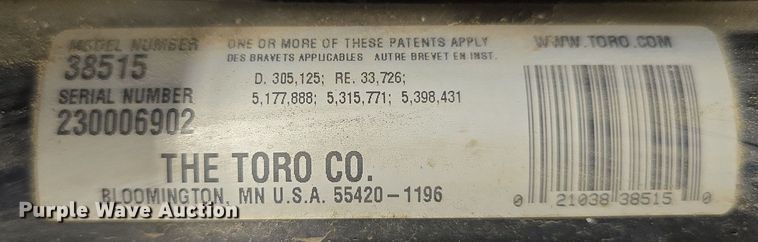 MODEL NUMBER
38515
SERIAL NUMBER
230006902
ONE OR MORE OF THESE PATENTS APPLY
DES BRAVETS APPLICABLES AUTRE BREVET EN INST.
D. 305,125; RE. 33,726;
5,177,888; 5,315,771; 5,398,431
WWW.TORO.COM
THE TORO CO.
BLOOMINGTON, MN U.S.A. 55420-1196
0 21038 38515 0
Purple Wave Auction